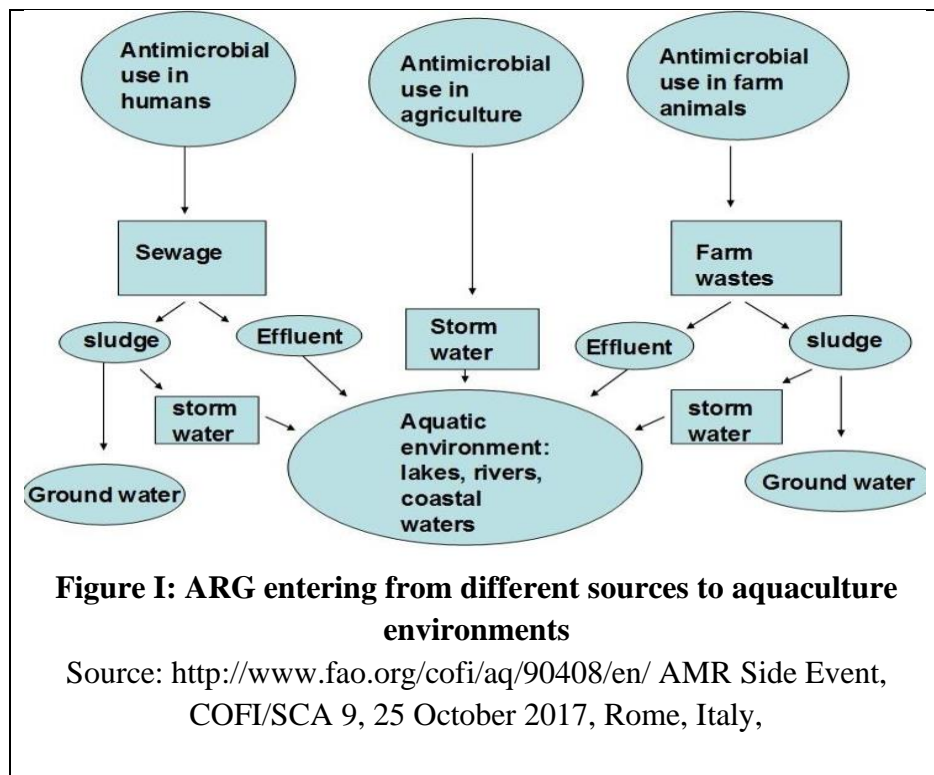 Antimicrobial
use in
humans
Antimicrobial
use in
agriculture
Antimicrobial
use in farm
animals
Sewage
Farm
wastes
sludge
Effluent
Storm
water
Effluent
sludge
storm
water
storm
water
Aquatic
environment:
lakes, rivers,
coastal
waters
Ground water
Ground water
Figure I: ARG entering from different sources to aquaculture
environments
Source: http://www.fao.org/cofi/aq/90408/en/ AMR Side Event,
COFI/SCA 9, 25 October 2017, Rome, Italy,